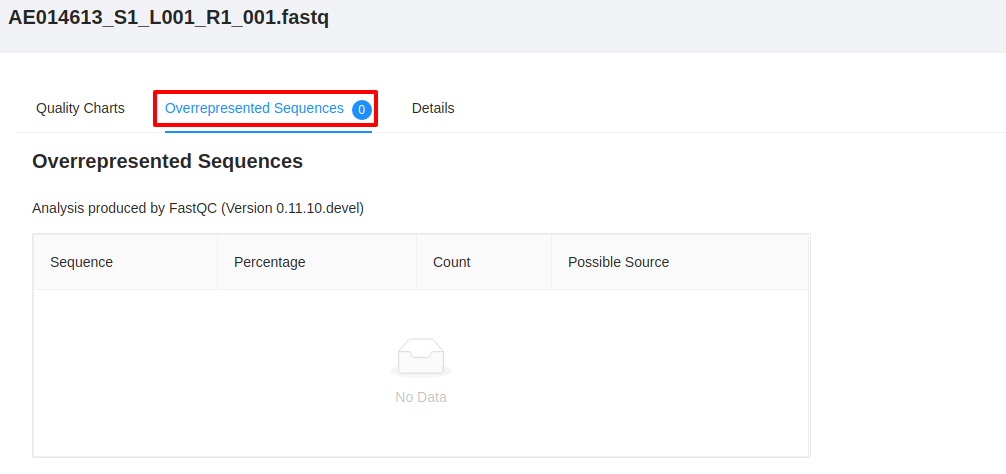 AE014613_S1_L001_R1_001.fastq
Quality Charts Overrepresented Sequences 0 Details
Overrepresented Sequences
Analysis produced by FastQC (Version 0.11.10.devel)
Sequence Percentage Count Possible Source
No Data